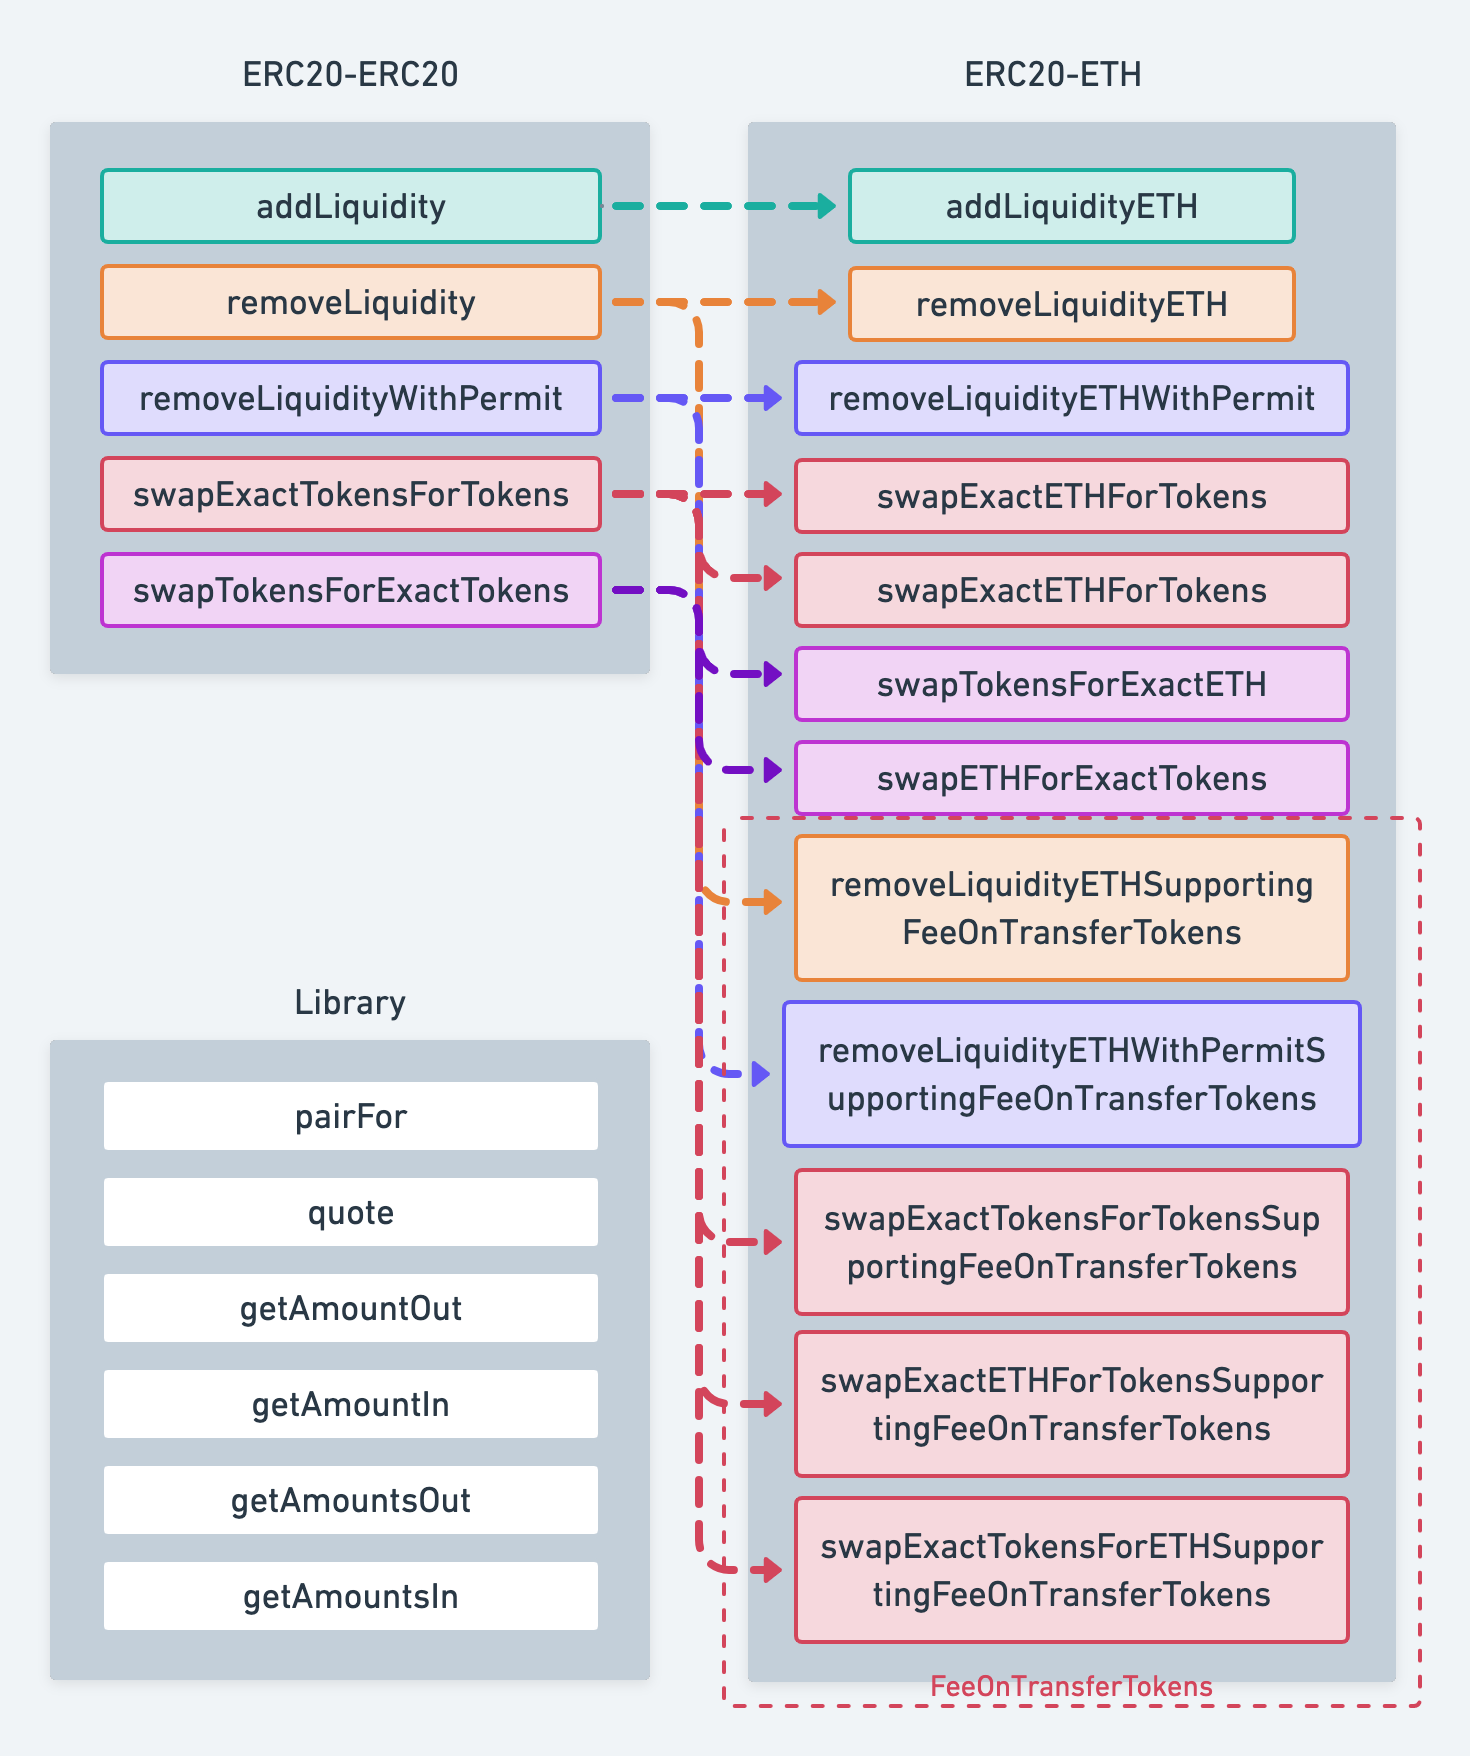 ERC20-ERC20
addLiquidity
removeLiquidity
removeLiquidityWithPermit
swapExactTokensForTokens
swapTokensForExactTokens
ERC20-ETH
addLiquidityETH
removeLiquidityETH
removeLiquidityETHWithPermit
swapExactETHForTokens
swapExactETHForTokens
swapTokensForExactETH
swapETHForExactTokens
removeLiquidityETHSupporting
FeeOnTransferTokens
removeLiquidityETHWithPermitS
upportingFeeOnTransferTokens
swapExactTokensForTokensSup
portingFeeOnTransferTokens
swapExactETHForTokensSuppor
tingFeeOnTransferTokens
swapExactTokensForETHSuppor
tingFeeOnTransferTokens
FeeOnTransferTokens
Library
pairFor
quote
getAmountOut
getAmountIn
getAmountsOut
getAmountsIn